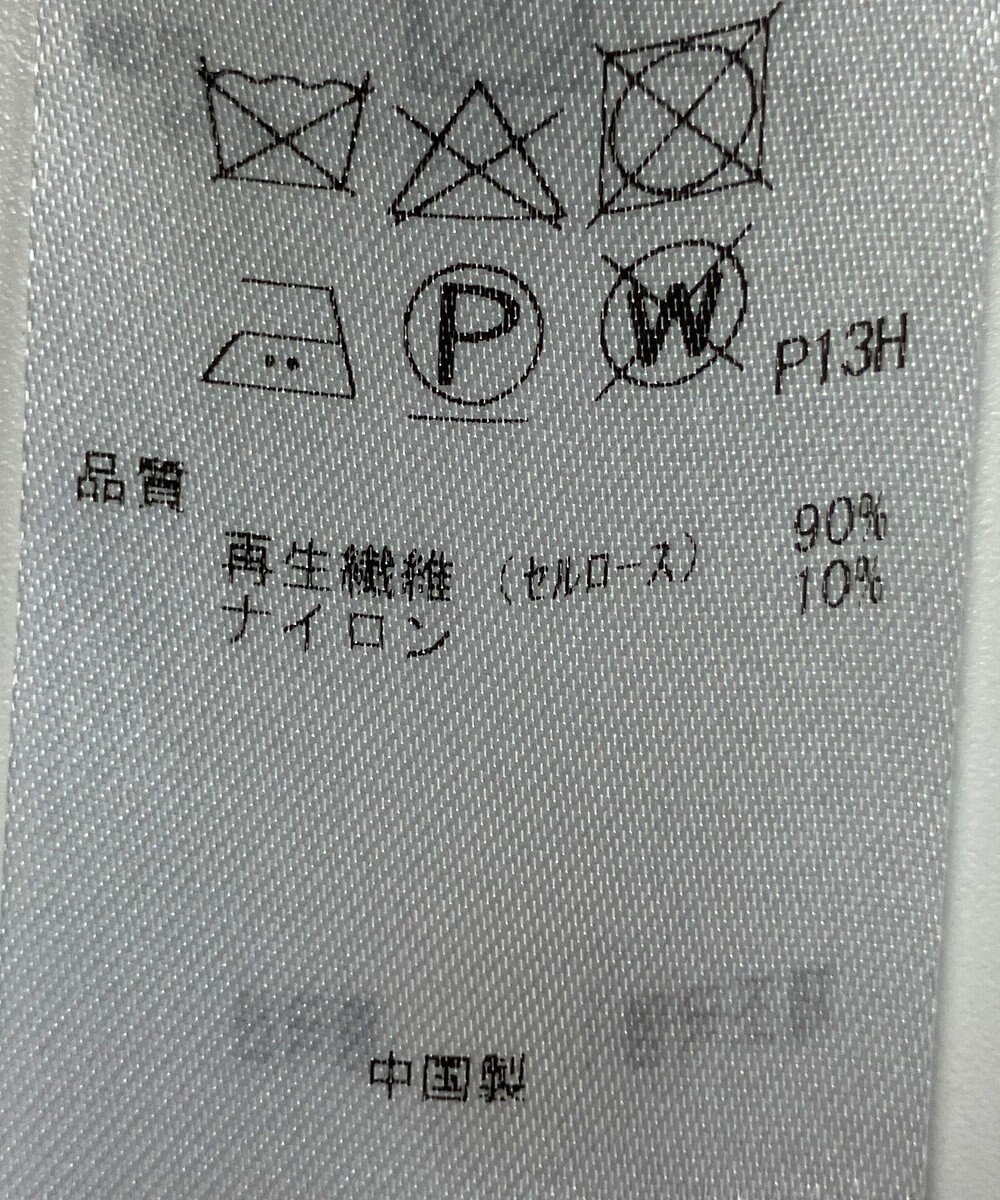 P W P13H
品質
再生繊維 (セルロース) 90%
ナイロン 10%
中国製